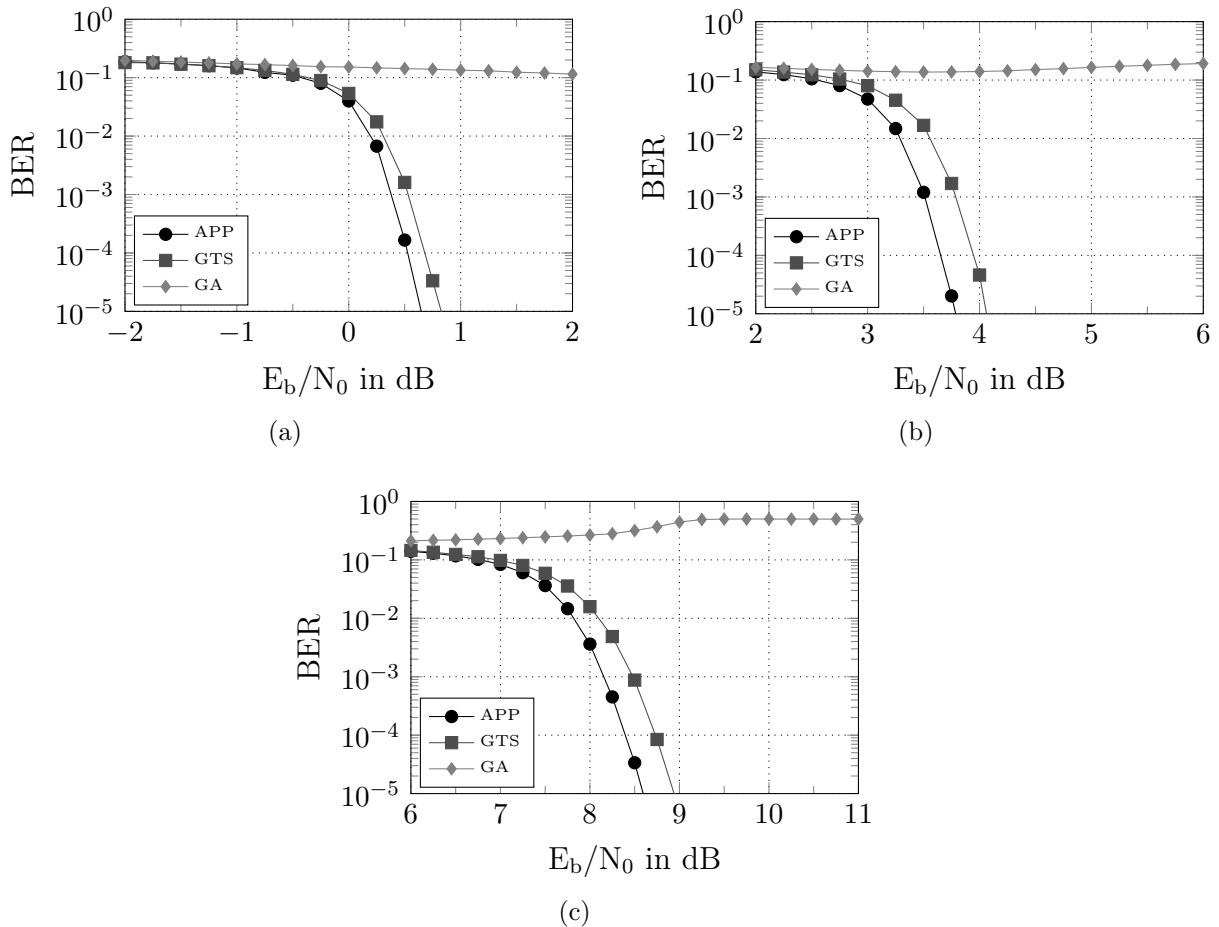 10^0
10^−1
10^−2
10^−3
10^−4
10^−5
BER
APP
GTS
GA
−2 −1 0 1 2
E_b/N_0 in dB
(a)
10^0
10^−1
10^−2
10^−3
10^−4
10^−5
BER
APP
GTS
GA
2 3 4 5 6
E_b/N_0 in dB
(b)
10^0
10^−1
10^−2
10^−3
10^−4
10^−5
BER
APP
GTS
GA
6 7 8 9 10 11
E_b/N_0 in dB
(c)